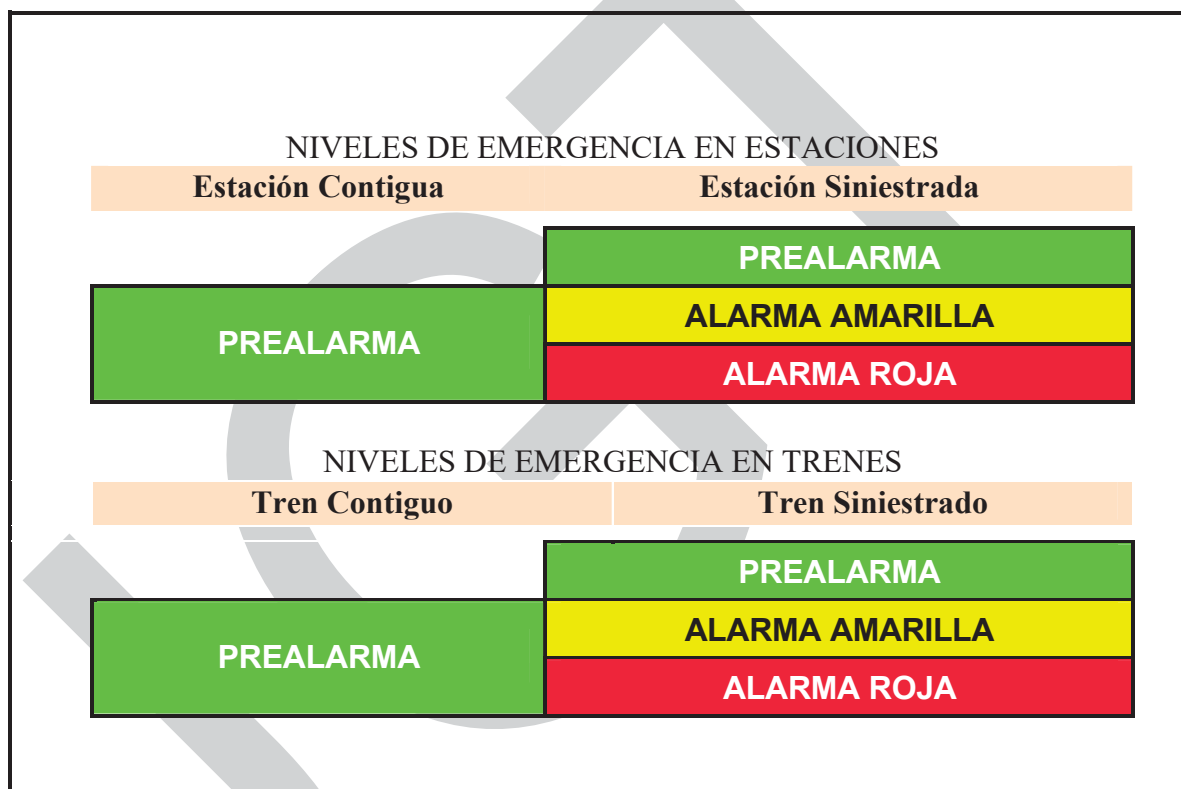 NIVELES DE EMERGENCIA EN ESTACIONES
Estación Contigua Estación Siniestrada
PREALARMA
PREALARMA
ALARMA AMARILLA
ALARMA ROJA
NIVELES DE EMERGENCIA EN TRENES
Tren Contiguo Tren Siniestrado
PREALARMA
PREALARMA
ALARMA AMARILLA
ALARMA ROJA